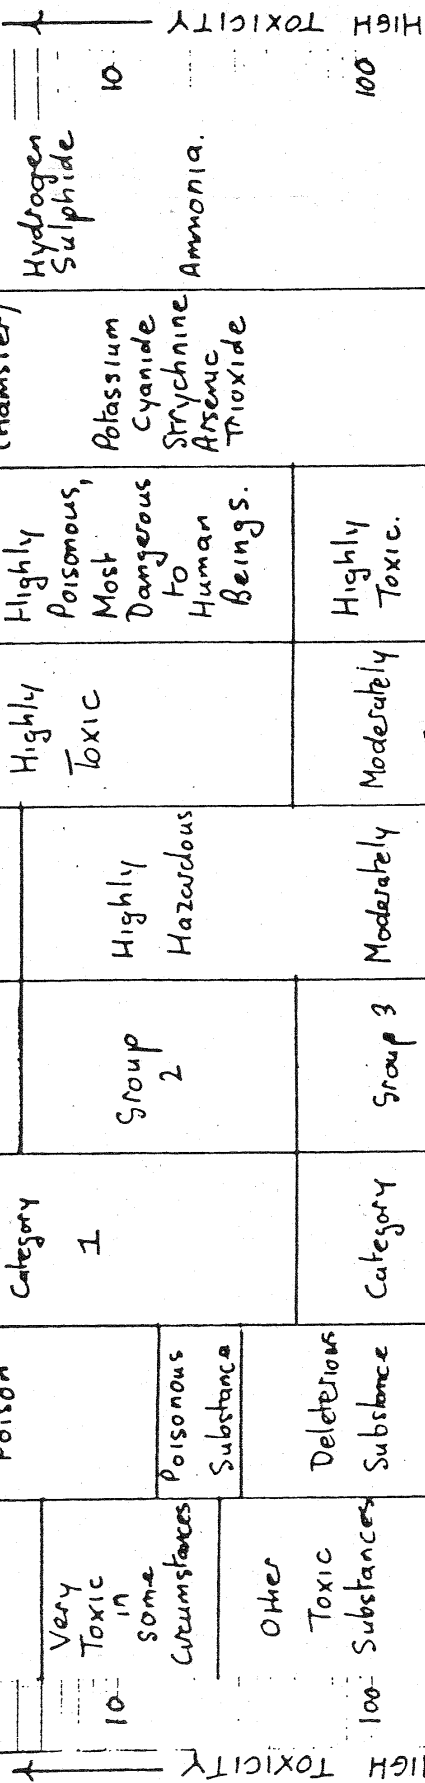 HIGH TOXICITY
10
100
Very
Toxic
in
some
Circumstances
Other
Toxic
Substances
Poison
Poisonous
Substance
Deleterious
Substance
Category
1
Category
Group
2
Group 3
Highly
Hazardous
Moderately
Highly
Toxic
Moderately
Highly
Poisonous,
Most
Dangerous
to
Human
Beings.
Highly
Toxic.
(Hamster)
Potassium
Cyanide
Strychnine
Arsenic
Trioxide
Hydrogen
Sulphide
Ammonia.
10
100
HIGH TOXICITY